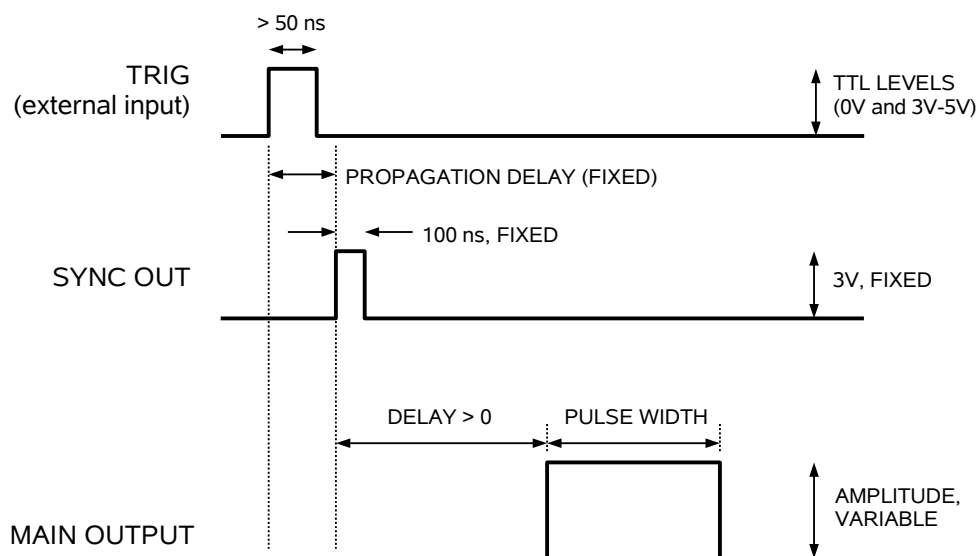 > 50 ns
TRIG
(external input)
TTL LEVELS
(0V and 3V-5V)
PROPAGATION DELAY (FIXED)
100 ns, FIXED
SYNC OUT
3V, FIXED
DELAY > 0
PULSE WIDTH
AMPLITUDE,
VARIABLE
MAIN OUTPUT